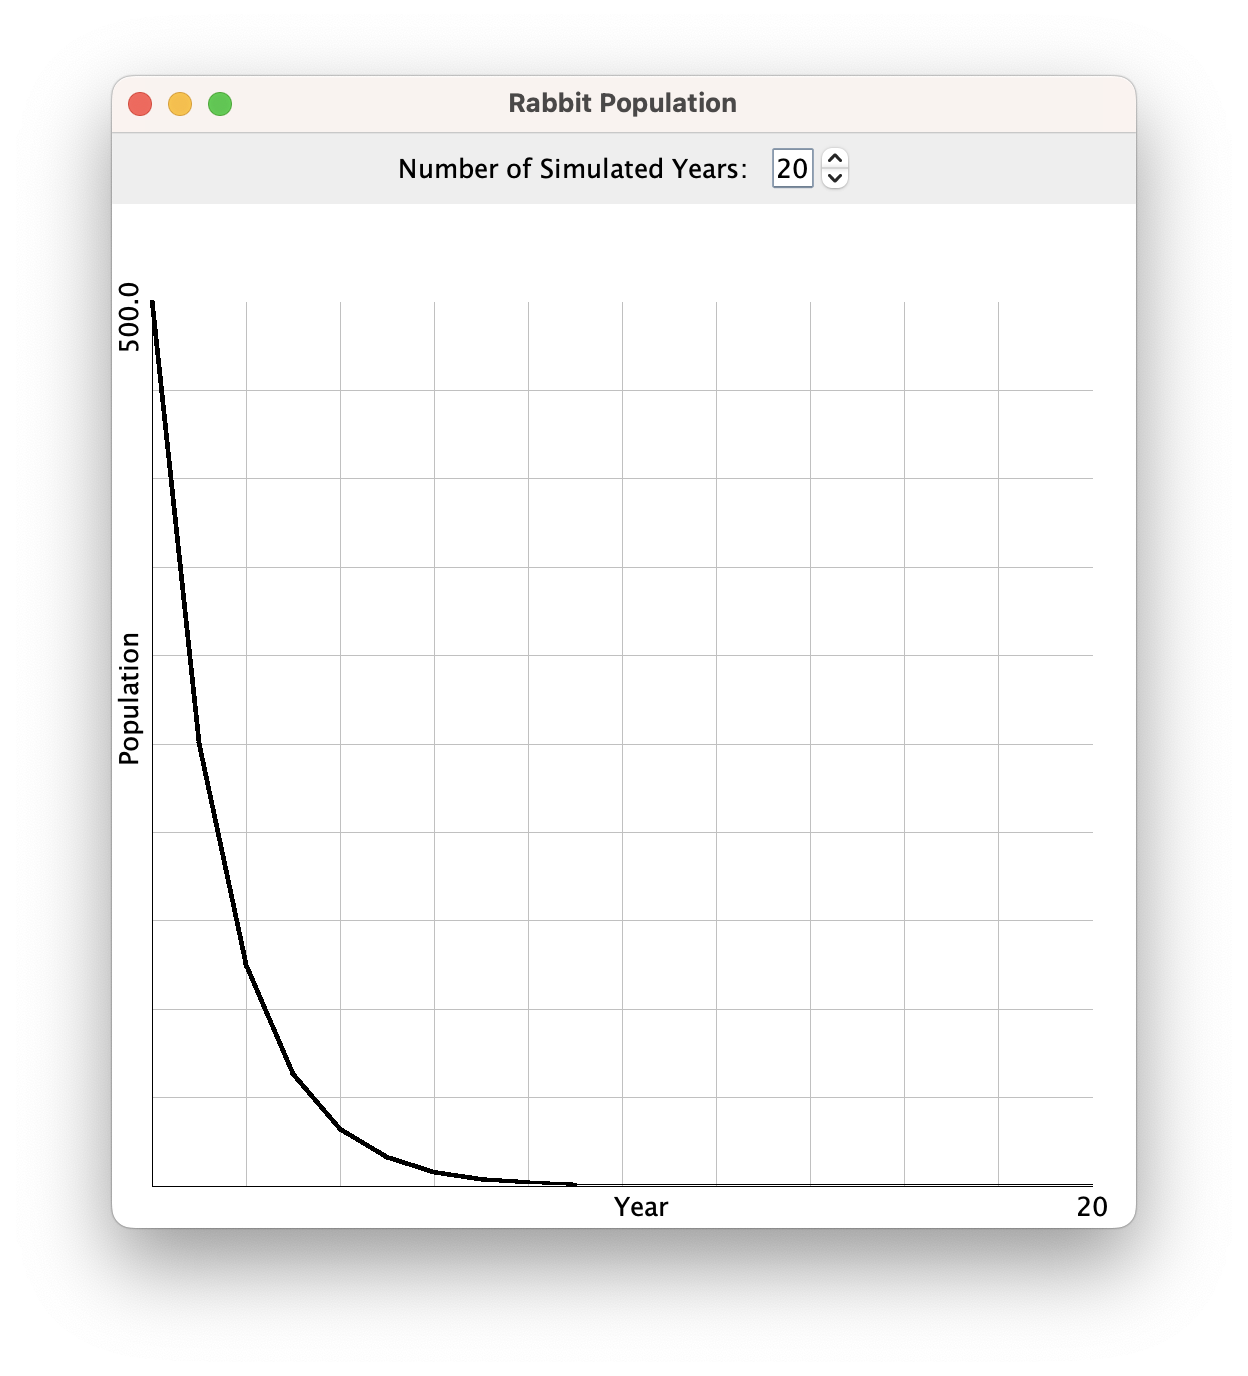 Rabbit Population
Number of Simulated Years: 20
500.0
Population
Year
20